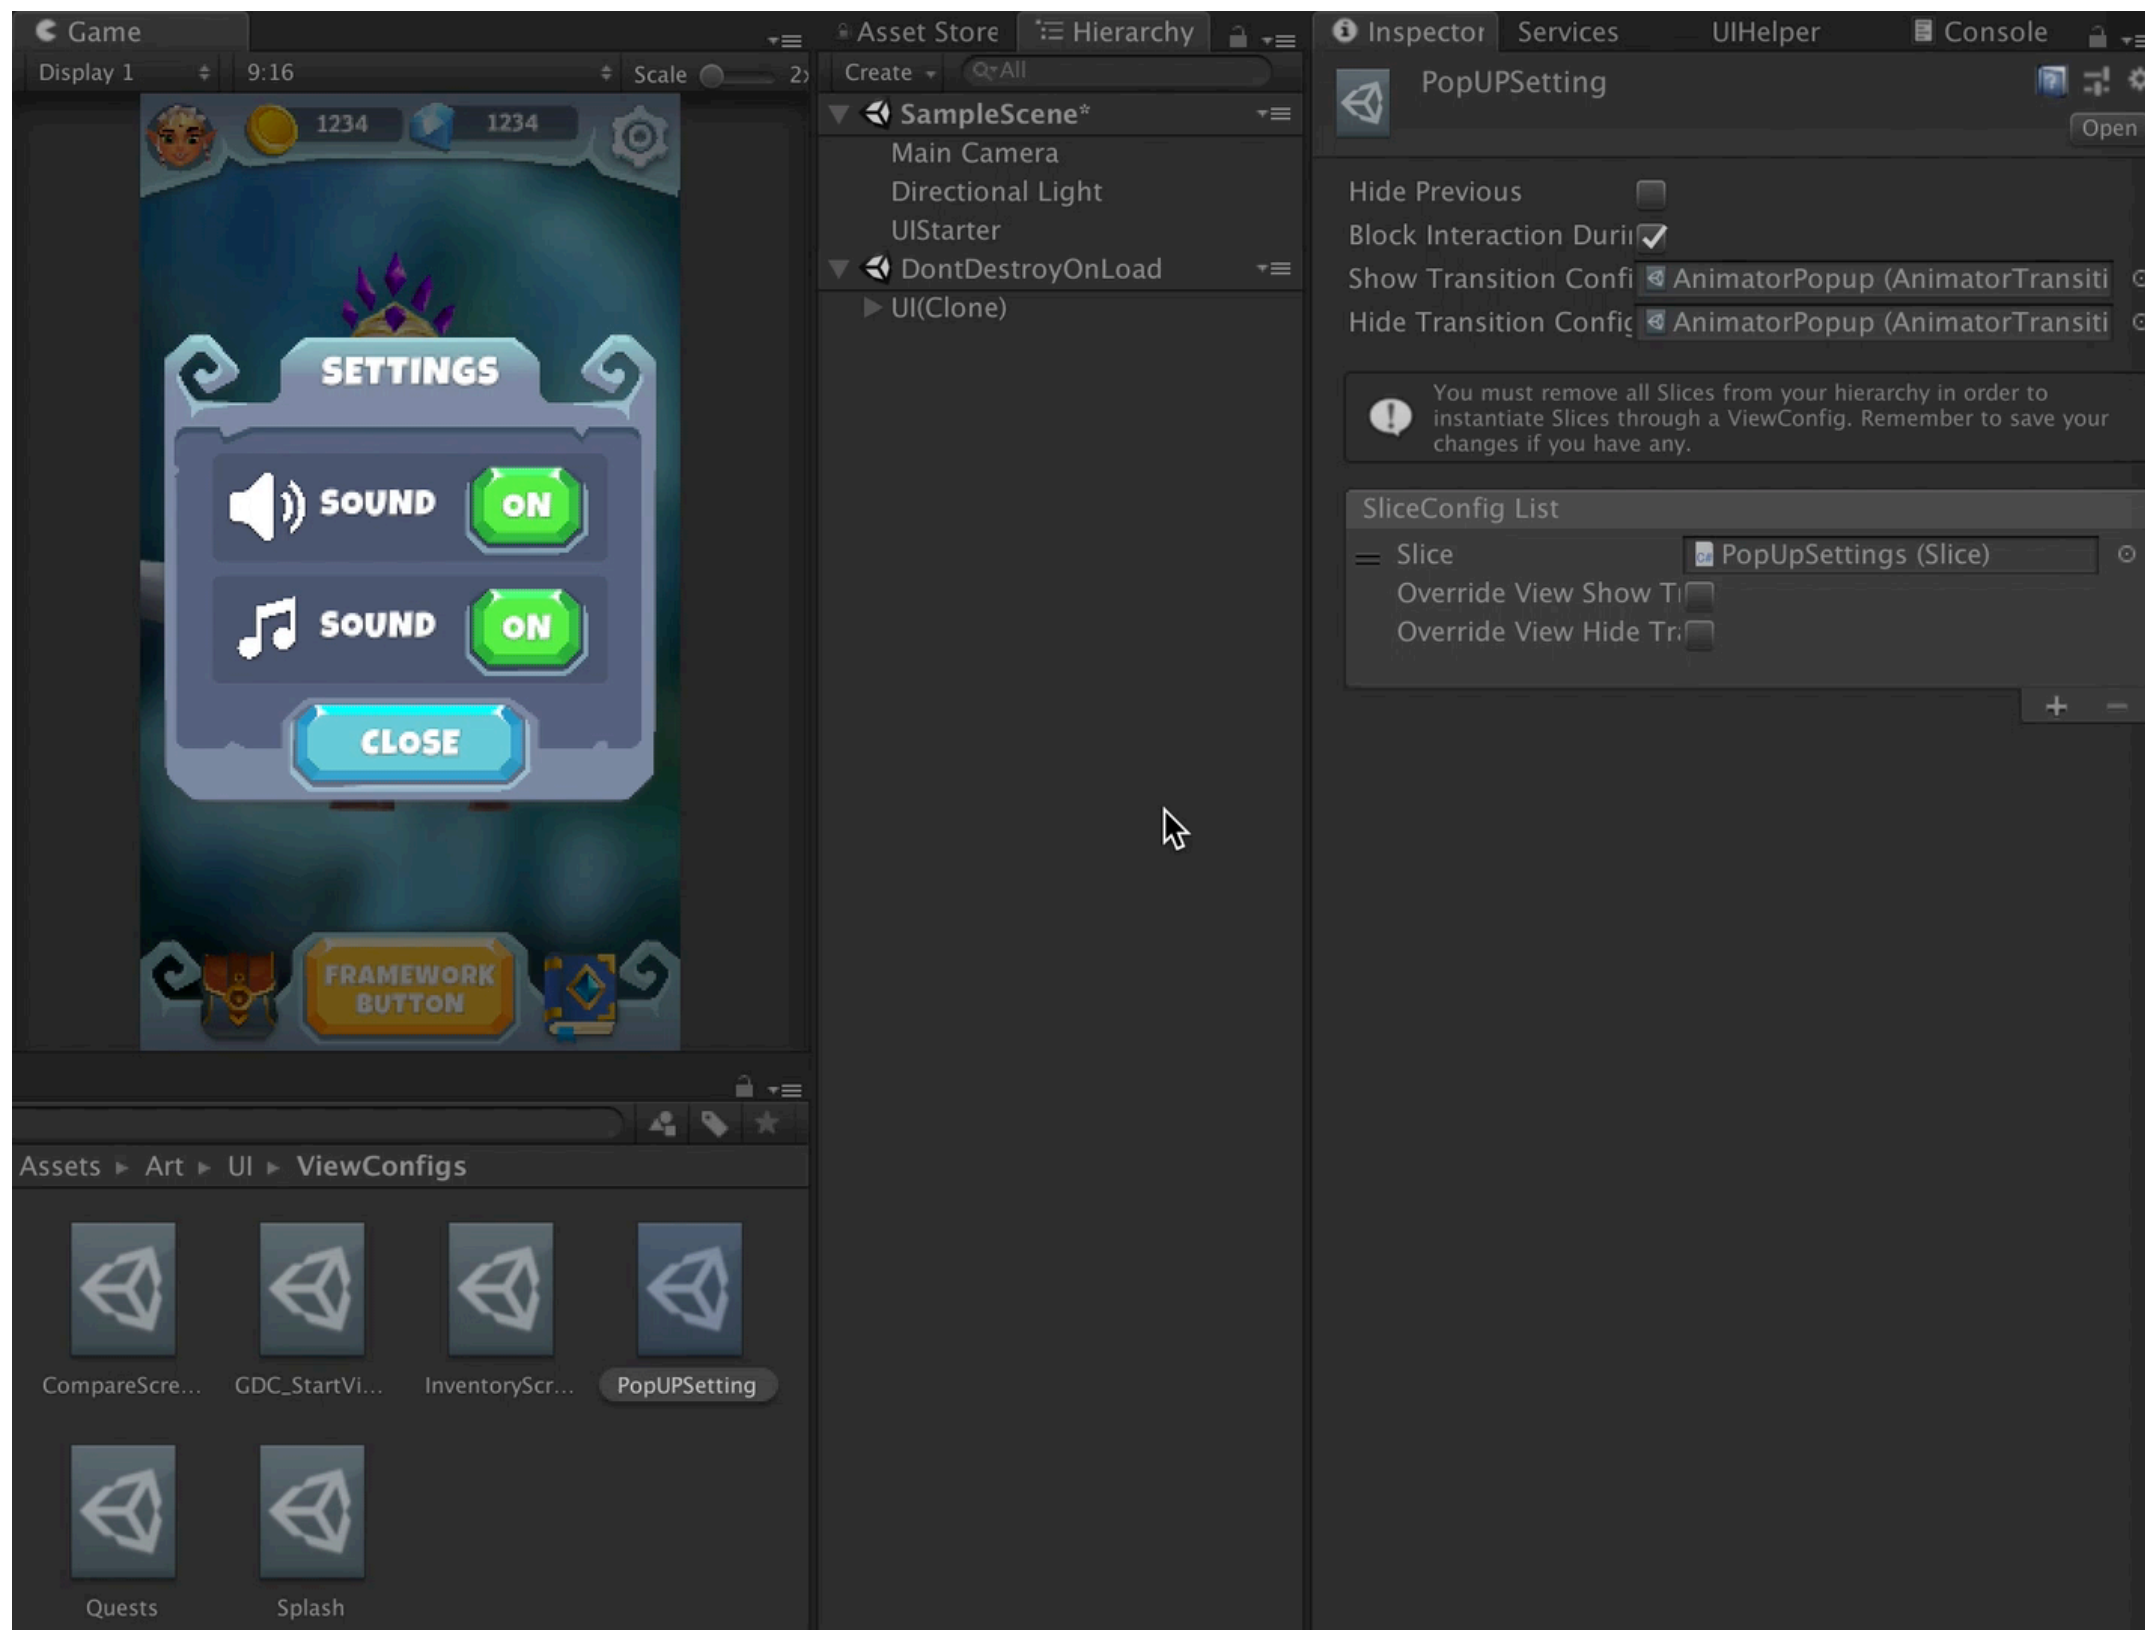 Game
Display 1
9:16
Scale
1234
1234
SETTINGS
SOUND
ON
SOUND
ON
CLOSE
FRAMEWORK
BUTTON
Assets
Art
UI
ViewConfigs
CompareScre...
GDC_StartVi...
InventoryScr...
PopUPSetting
Quests
Splash
Asset Store
Hierarchy
Create
All
SampleScene*
Main Camera
Directional Light
UIStarter
DontDestroyOnLoad
UI(Clone)
Inspector
Services
UIHelper
Console
PopUPSetting
Open
Hide Previous
Block Interaction Duri
Show Transition Confi
AnimatorPopup (AnimatorTransiti
Hide Transition Config
AnimatorPopup (AnimatorTransiti
You must remove all Slices from your hierarchy in order to
instantiate Slices through a ViewConfig. Remember to save your
changes if you have any.
SliceConfig List
Slice
PopUpSettings (Slice)
Override View Show T
Override View Hide Tr